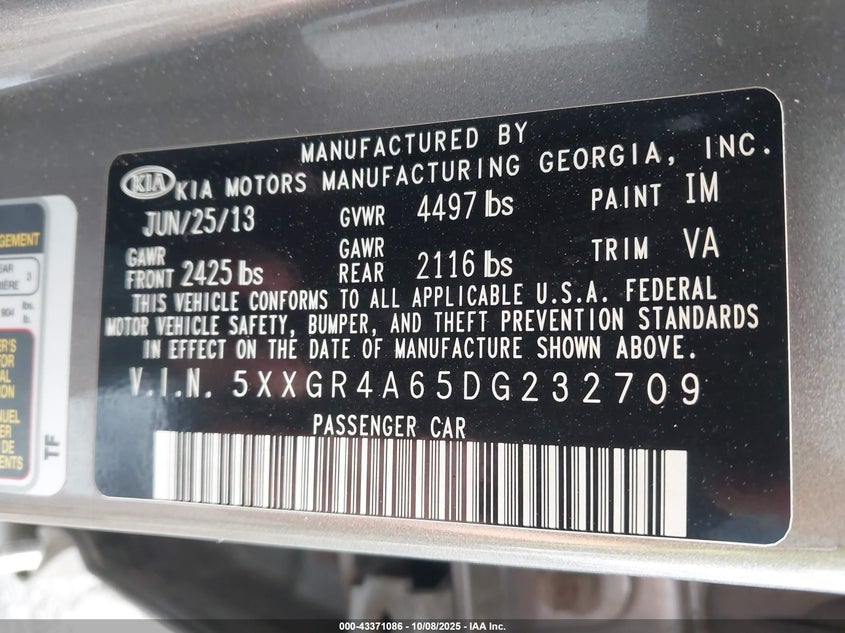 MANUFACTURED BY
KIA KIA MOTORS MANUFACTURING GEORGIA, INC.
JUN/25/13 GVWR 4497 lbs PAINT IM
GAWR FRONT 2425 lbs GAWR REAR 2116 lbs TRIM VA
THIS VEHICLE CONFORMS TO ALL APPLICABLE U.S.A. FEDERAL
MOTOR VEHICLE SAFETY, BUMPER, AND THEFT PREVENTION STANDARDS
IN EFFECT ON THE DATE OF MANUFACTURE SHOWN ABOVE.
V.I.N. 5XXGR4A65DG232709
PASSENGER CAR
TF
000-43371086 - 10/08/2025 - IAA Inc.